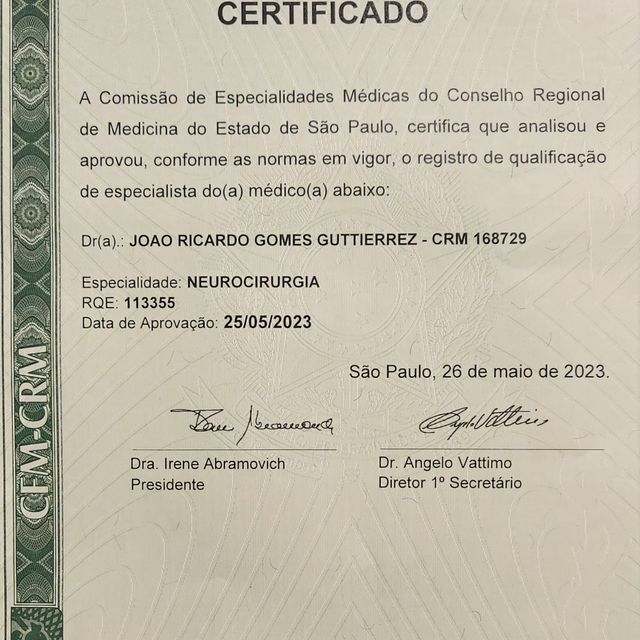 CERTIFICADO
A Comissão de Especialidades Médicas do Conselho Regional
de Medicina do Estado de São Paulo, certifica que analisou e
aprovou, conforme as normas em vigor, o registro de qualificação
de especialista do(a) médico(a) abaixo:
Dr(a).: JOAO RICARDO GOMES GUTTIERREZ - CRM 168729
Especialidade: NEUROCIRURGIA
RQE: 113355
Data de Aprovação: 25/05/2023
São Paulo, 26 de maio de 2023.
Dra. Irene Abramovich
Presidente
Dr. Angelo Vattimo
Diretor 1º Secretário
CFM-CRM